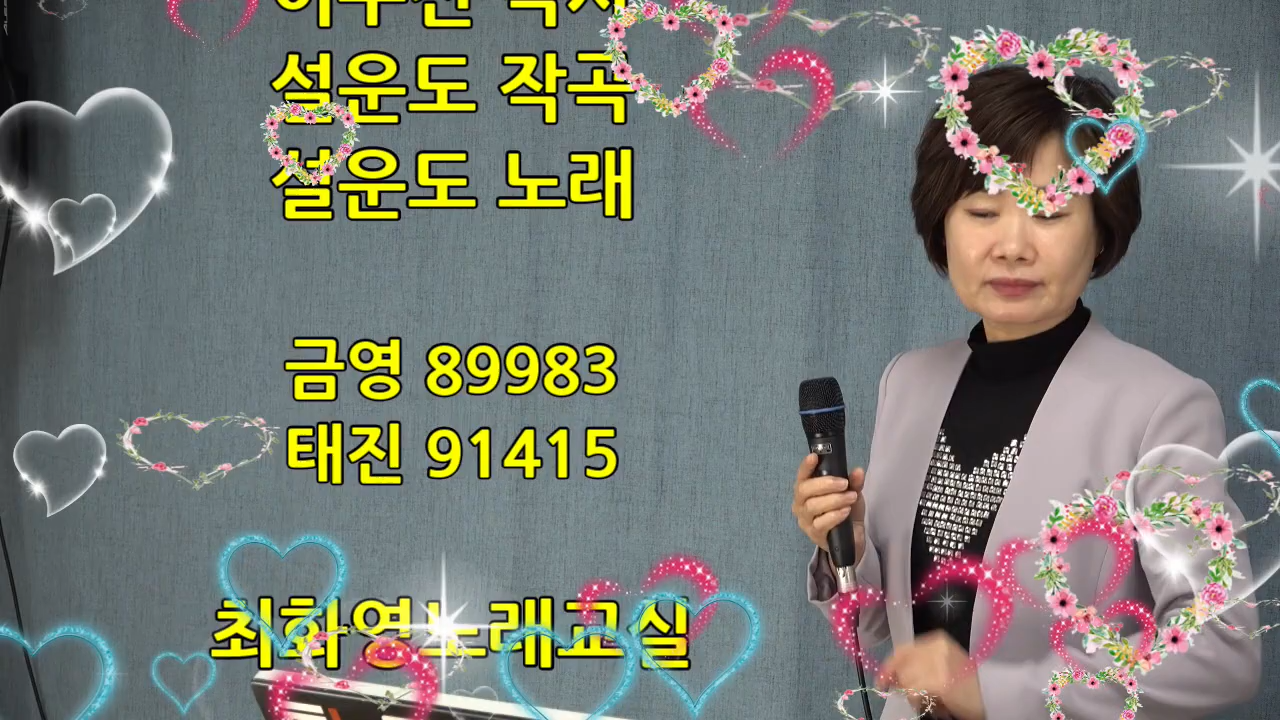 설운도 작곡
설운도 노래
금영 89983
태진 91415
최화영노래교실